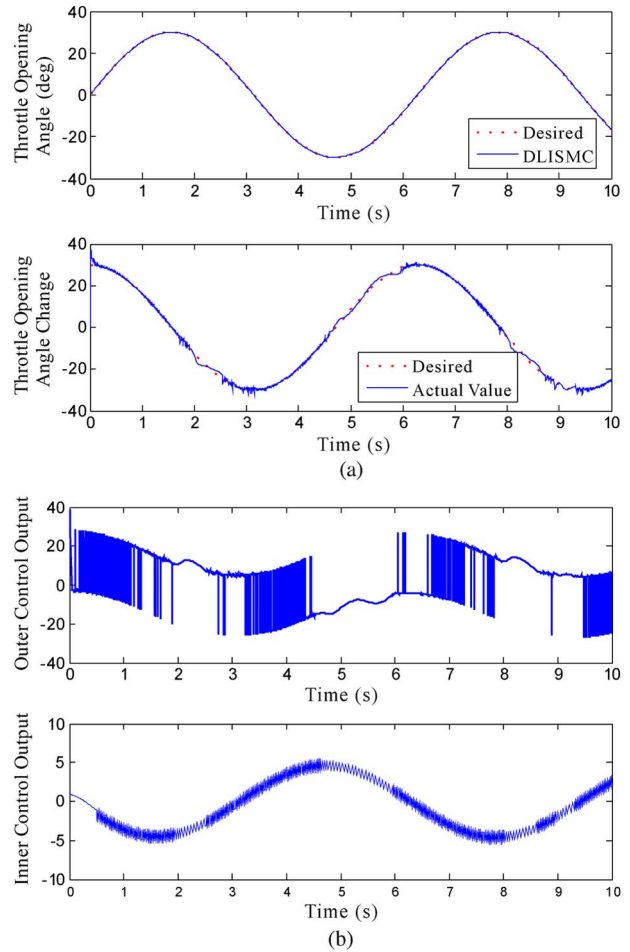 Throttle Opening
Angle (deg)
40
20
0
-20
-40
Desired
DLISMC
0 1 2 3 4 5 6 7 8 9 10
Time (s)
Throttle Opening
Angle Change
40
20
0
-20
-40
Desired
Actual Value
0 1 2 3 4 5 6 7 8 9 10
Time (s)
(a)
Outer Control Output
40
20
0
-20
-40
0 1 2 3 4 5 6 7 8 9 10
Time (s)
Inner Control Output
10
5
0
-5
-10
0 1 2 3 4 5 6 7 8 9 10
Time (s)
(b)